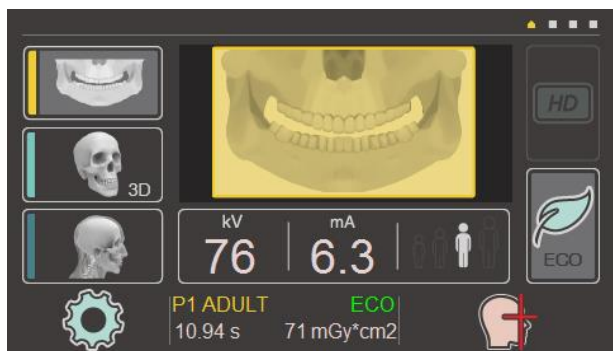 HD
3D
kV
mA
76
6.3
ECO
P1 ADULT
ECO
10.94 s
71 mGy*cm2